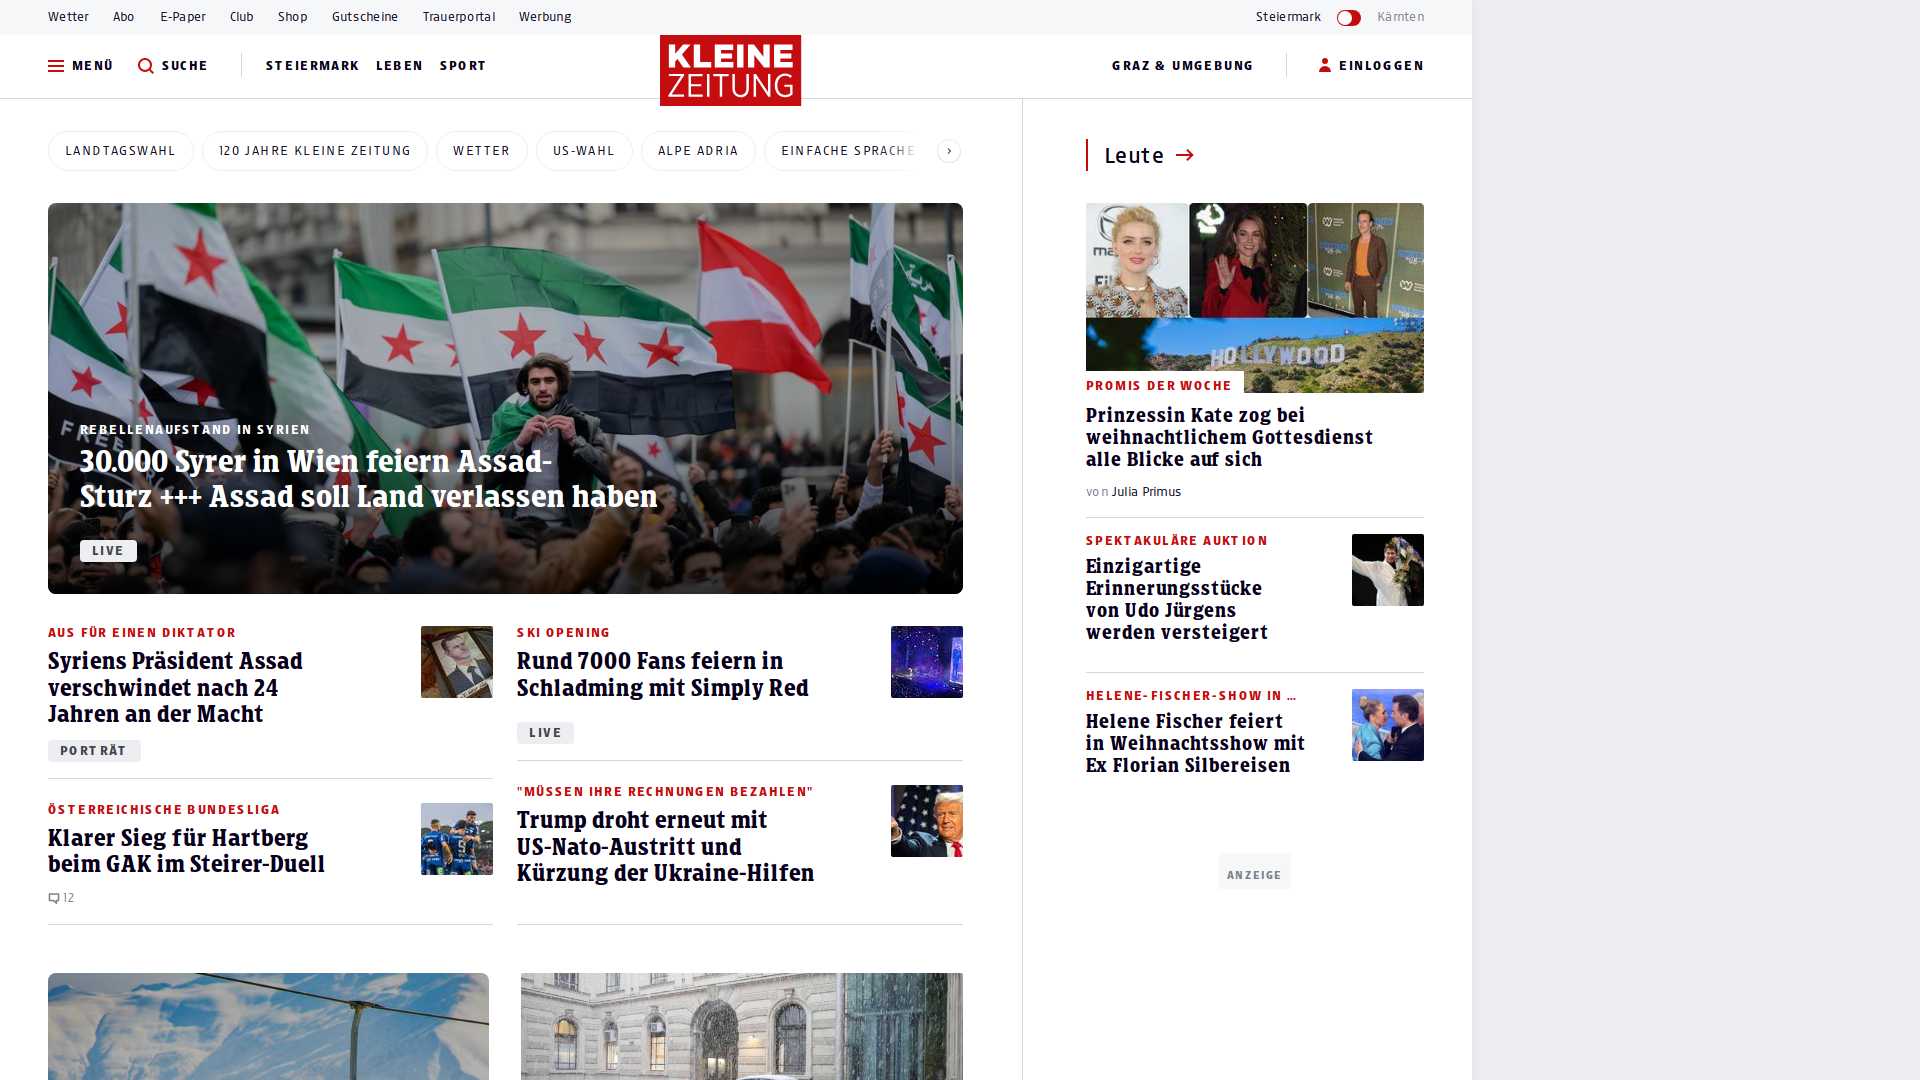 Wetter
Abo
E-Paper
Club
Shop
Gutscheine
Trauerportal
Werbung
Steiermark
Kärnten
MENÜ
SUCHE
STEIERMARK
LEBEN
SPORT
KLEINE
ZEITUNG
GRAZ & UMGEBUNG
EINLOGGEN
LANDTAGSWAHL
120 JAHRE KLEINE ZEITUNG
WETTER
US-WAHL
ALPE ADRIA
EINFACHE SPRACHE
REBELLENAUFSTAND IN SYRIEN
30.000 Syrer in Wien feiern Assad-
Sturz +++ Assad soll Land verlassen haben
LIVE
AUS FÜR EINEN DIKTATOR
Syriens Präsident Assad
verschwindet nach 24
Jahren an der Macht
PORTRÄT
SKI OPENING
Rund 7000 Fans feiern in
Schladming mit Simply Red
LIVE
ÖSTERREICHISCHE BUNDESLIGA
Klarer Sieg für Hartberg
beim GAK im Steirer-Duell
12
"MÜSSEN IHRE RECHNUNGEN BEZAHLEN"
Trump droht erneut mit
US-Nato-Austritt und
Kürzung der Ukraine-Hilfen
Leute
HOLLYWOOD
PROMIS DER WOCHE
Prinzessin Kate zog bei
weihnachtlichem Gottesdienst
alle Blicke auf sich
von Julia Primus
SPEKTAKULÄRE AUKTION
Einzigartige
Erinnerungsstücke
von Udo Jürgens
werden versteigert
HELENE-FISCHER-SHOW IN ...
Helene Fischer feiert
in Weihnachtsshow mit
Ex Florian Silbereisen
ANZEIGE